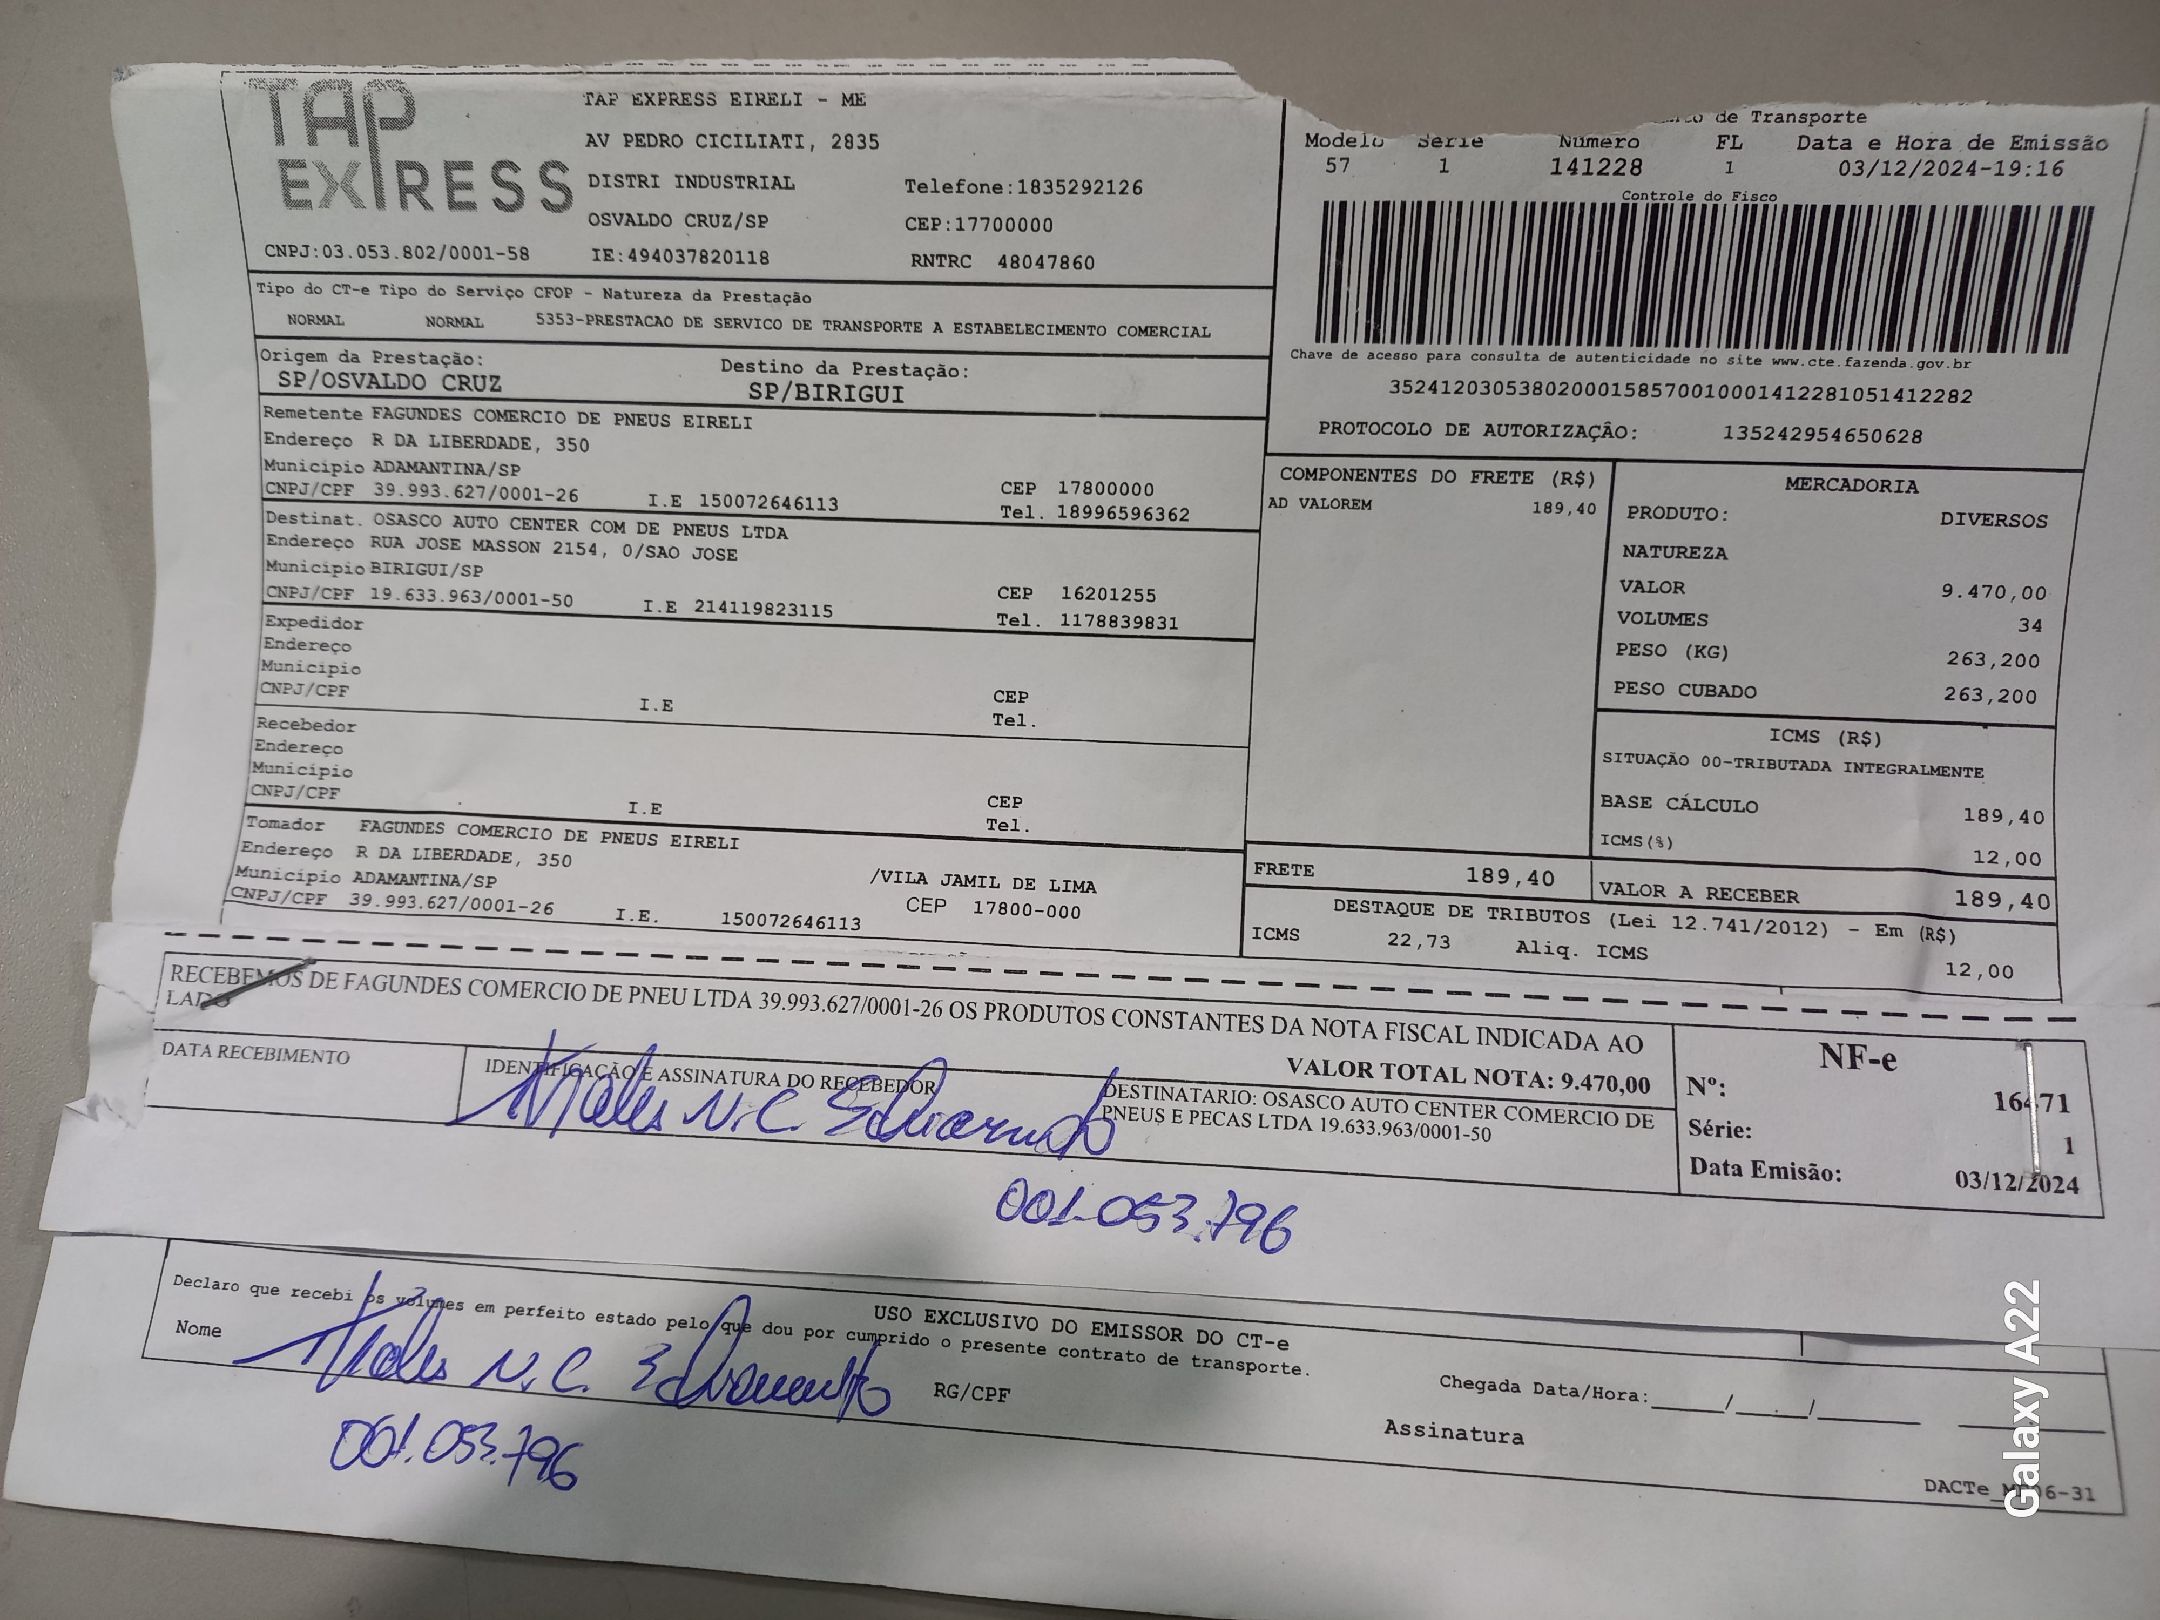 TAP
EXPRESS
TAP EXPRESS EIRELI - ME
AV PEDRO CICILIATI, 2835
DISTRI INDUSTRIAL Telefone:1835292126
OSVALDO CRUZ/SP CEP:17700000
CNPJ:03.053.802/0001-58 IE:494037820118 RNTRC 48047860
de Transporte
Modelo Série Número FL Data e Hora de Emissão
57 1 141228 1 03/12/2024-19:16
Controle do Fisco
Chave de acesso para consulta de autenticidade no site www.cte.fazenda.gov.br
35241203053802000158570010001412281051412282
PROTOCOLO DE AUTORIZAÇÃO: 135242954650628
Tipo do CT-e Tipo do Serviço CFOP - Natureza da Prestação
NORMAL NORMAL 5353-PRESTACAO DE SERVICO DE TRANSPORTE A ESTABELECIMENTO COMERCIAL
Origem da Prestação: Destino da Prestação:
SP/OSVALDO CRUZ SP/BIRIGUI
Remetente FAGUNDES COMERCIO DE PNEUS EIRELI
Endereço R DA LIBERDADE, 350
Município ADAMANTINA/SP CEP 17800000
CNPJ/CPF 39.993.627/0001-26 I.E 150072646113 Tel. 18996596362
Destinat. OSASCO AUTO CENTER COM DE PNEUS LTDA
Endereço RUA JOSE MASSON 2154, 0/SAO JOSE
Município BIRIGUI/SP CEP 16201255
CNPJ/CPF 19.633.963/0001-50 I.E 214119823115 Tel. 1178839831
Expedidor
Endereço
Município CEP
CNPJ/CPF I.E Tel.
Recebedor
Endereço
Município CEP
CNPJ/CPF I.E Tel.
Tomador FAGUNDES COMERCIO DE PNEUS EIRELI
Endereço R DA LIBERDADE, 350 /VILA JAMIL DE LIMA
Município ADAMANTINA/SP CEP 17800-000
CNPJ/CPF 39.993.627/0001-26 I.E. 150072646113
COMPONENTES DO FRETE (R$)
AD VALOREM 189,40
MERCADORIA
PRODUTO: DIVERSOS
NATUREZA
VALOR 9.470,00
VOLUMES 34
PESO (KG) 263,200
PESO CUBADO 263,200
ICMS (R$)
SITUAÇÃO 00-TRIBUTADA INTEGRALMENTE
BASE CÁLCULO 189,40
ICMS(%) 12,00
FRETE 189,40 VALOR A RECEBER 189,40
DESTAQUE DE TRIBUTOS (Lei 12.741/2012) - Em (R$)
ICMS 22,73 Aliq. ICMS 12,00
RECEBEMOS DE FAGUNDES COMERCIO DE PNEU LTDA 39.993.627/0001-26 OS PRODUTOS CONSTANTES DA NOTA FISCAL INDICADA AO
LADO
VALOR TOTAL NOTA: 9.470,00
DATA RECEBIMENTO IDENTIFICAÇÃO E ASSINATURA DO RECEBEDOR
DESTINATARIO: OSASCO AUTO CENTER COMERCIO DE
PNEUS E PECAS LTDA 19.633.963/0001-50
NF-e
Nº: 16471
Série: 1
Data Emissão: 03/12/2024
001.053.796
USO EXCLUSIVO DO EMISSOR DO CT-e
Declaro que recebi os volumes em perfeito estado pelo que dou por cumprido o presente contrato de transporte.
Nome RG/CPF Chegada Data/Hora:_____/_____/_____
Assinatura
001.053.796
Galaxy A22